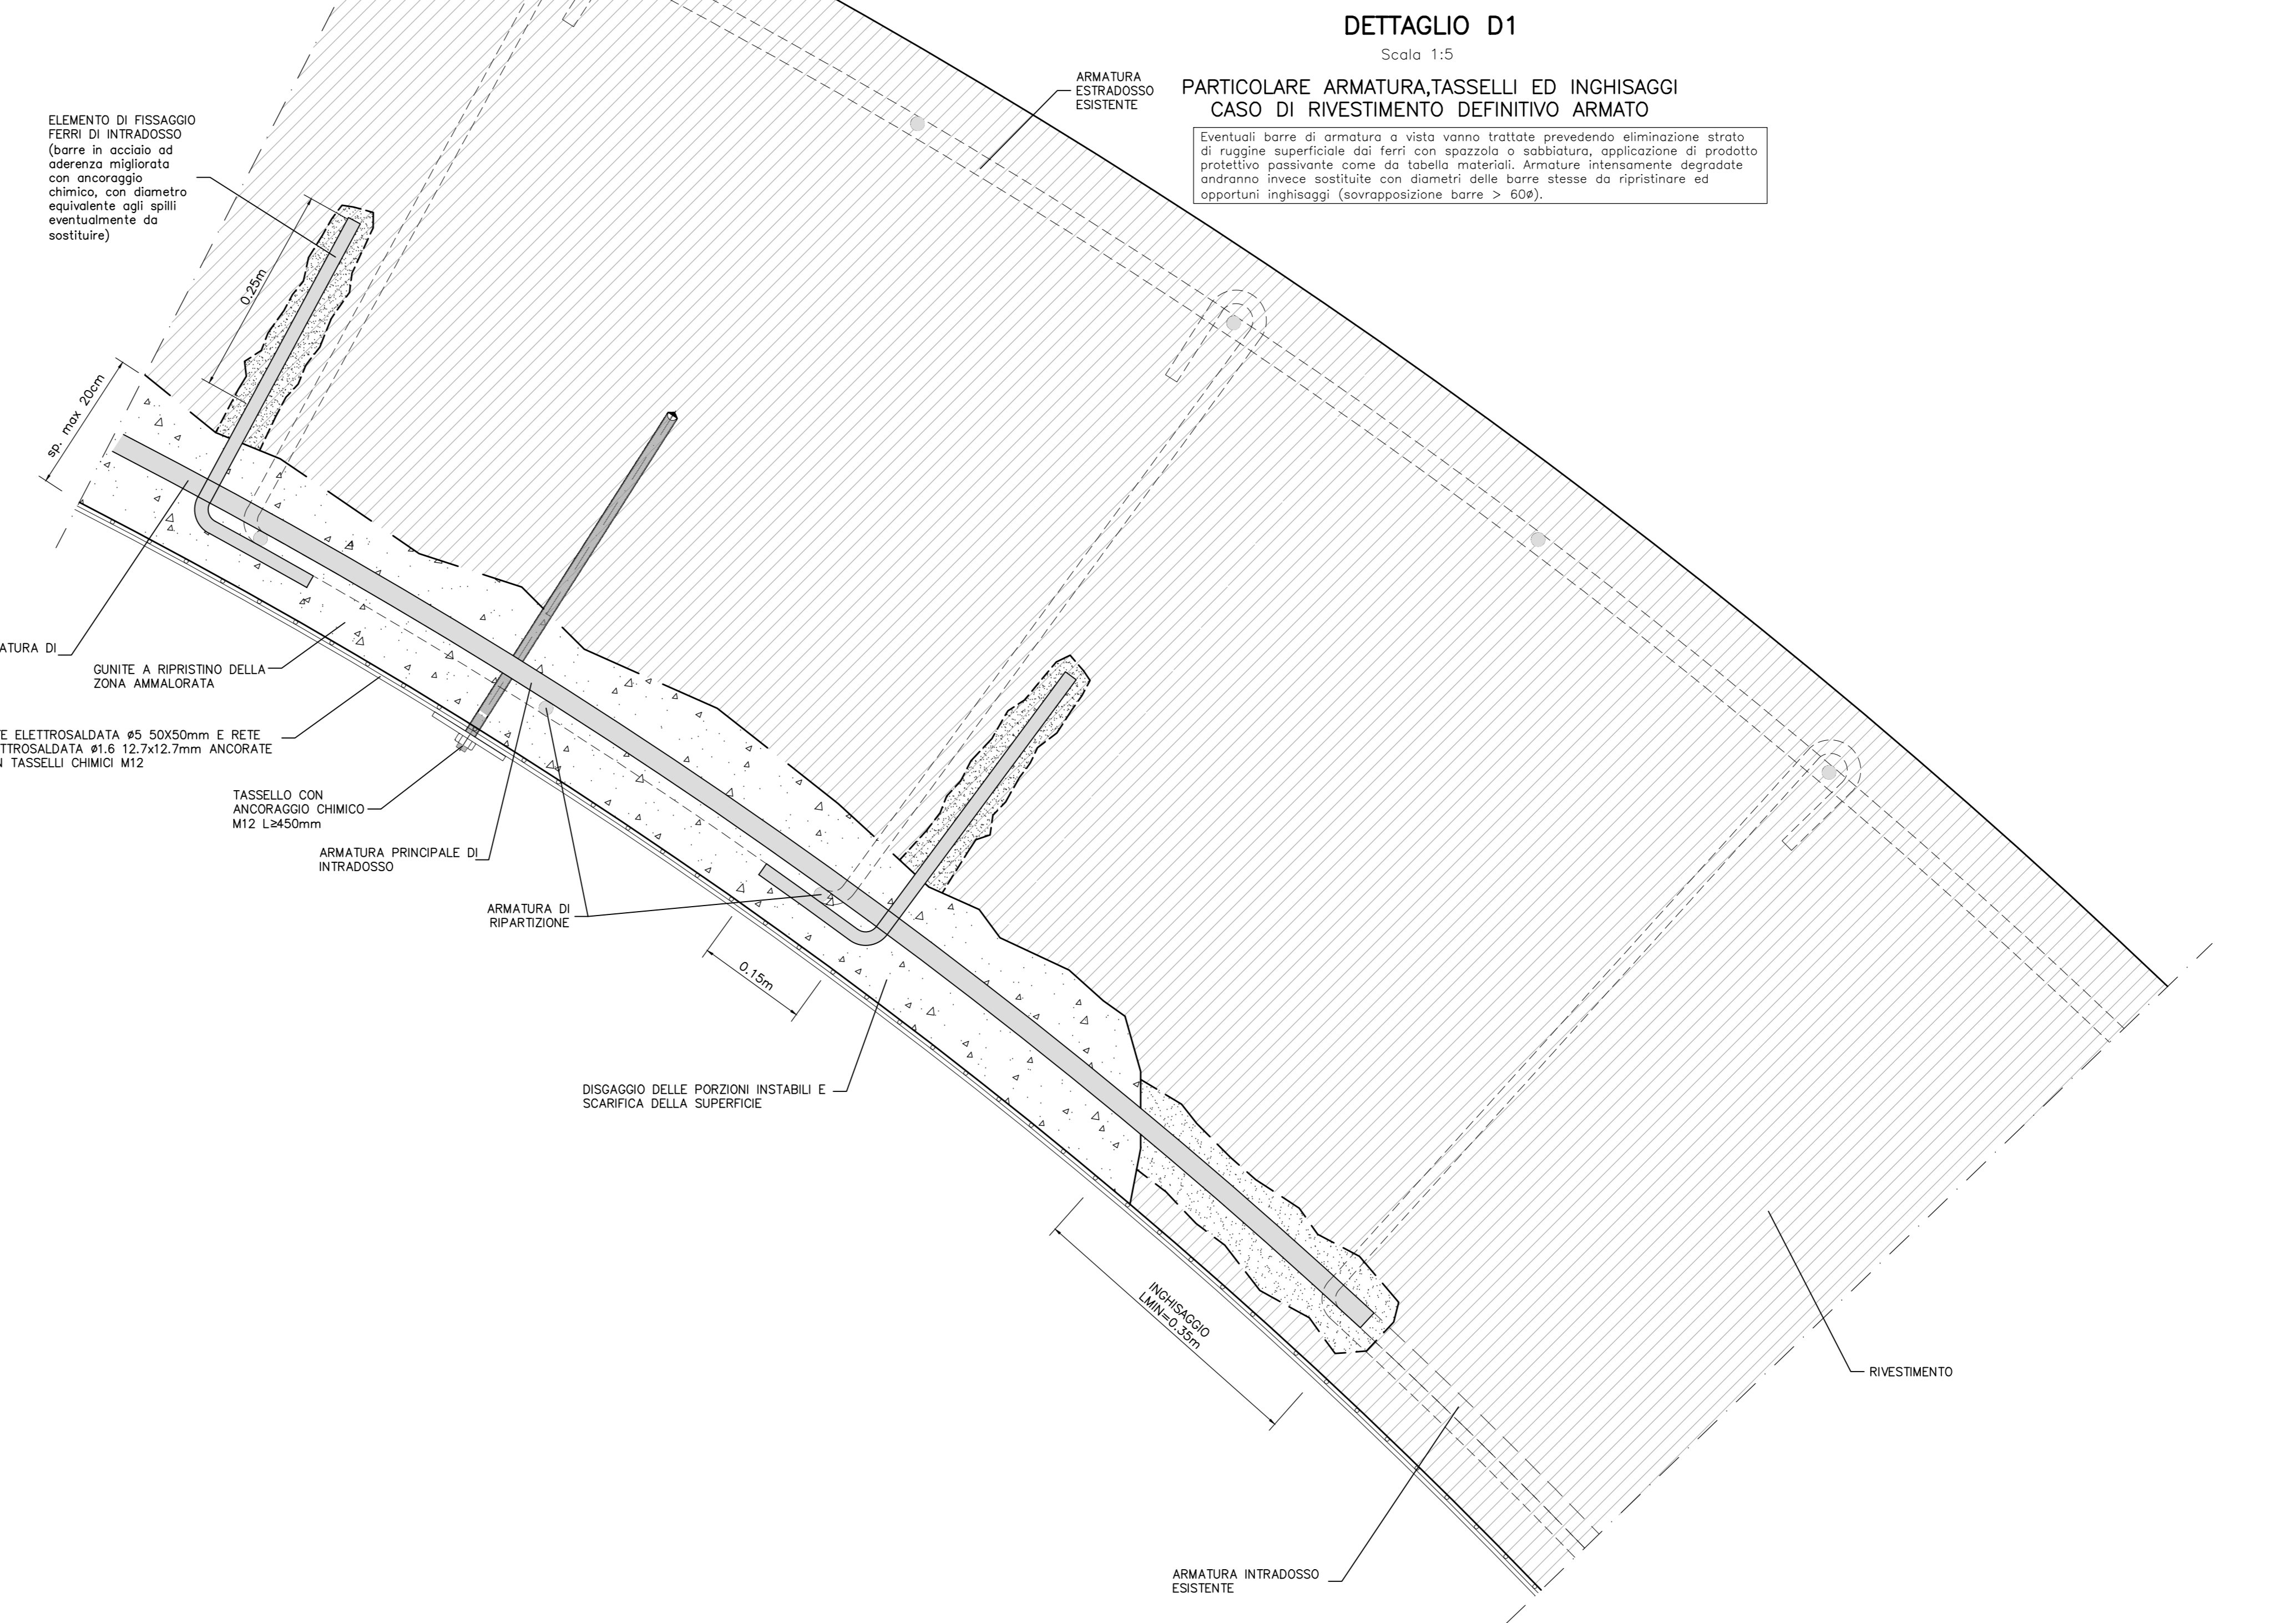 DETTAGLIO D1
Scala 1:5
PARTICOLARE ARMATURA,TASSELLI ED INGHISAGGI
CASO DI RIVESTIMENTO DEFINITIVO ARMATO
Eventuali barre di armatura a vista vanno trattate prevedendo eliminazione strato
di ruggine superficiale dai ferri con spazzola o sabbiatura, applicazione di prodotto
protettivo passivante come da tabella materiali. Armature intensamente degradate
andranno invece sostituite con diametri delle barre stesse da ripristinare ed
opportuni inghisaggi (sovrapposizione barre > 60ø).
ARMATURA
ESTRADOSSO
ESISTENTE
ELEMENTO DI FISSAGGIO
FERRI DI INTRADOSSO
(barre in acciaio ad
aderenza migliorata
con ancoraggio
chimico, con diametro
equivalente agli spilli
eventualmente da
sostituire)
0.25m
sp. max 20cm
ATURA DI
GUNITE A RIPRISTINO DELLA
ZONA AMMALORATA
E ELETTROSALDATA ø5 50X50mm E RETE
TTROSALDATA ø1.6 12.7x12.7mm ANCORATE
N TASSELLI CHIMICI M12
TASSELLO CON
ANCORAGGIO CHIMICO
M12 L≥450mm
ARMATURA PRINCIPALE DI
INTRADOSSO
ARMATURA DI
RIPARTIZIONE
0.15m
DISGAGGIO DELLE PORZIONI INSTABILI E
SCARIFICA DELLA SUPERFICIE
INGHISAGGIO
LMIN=0.35m
RIVESTIMENTO
ARMATURA INTRADOSSO
ESISTENTE